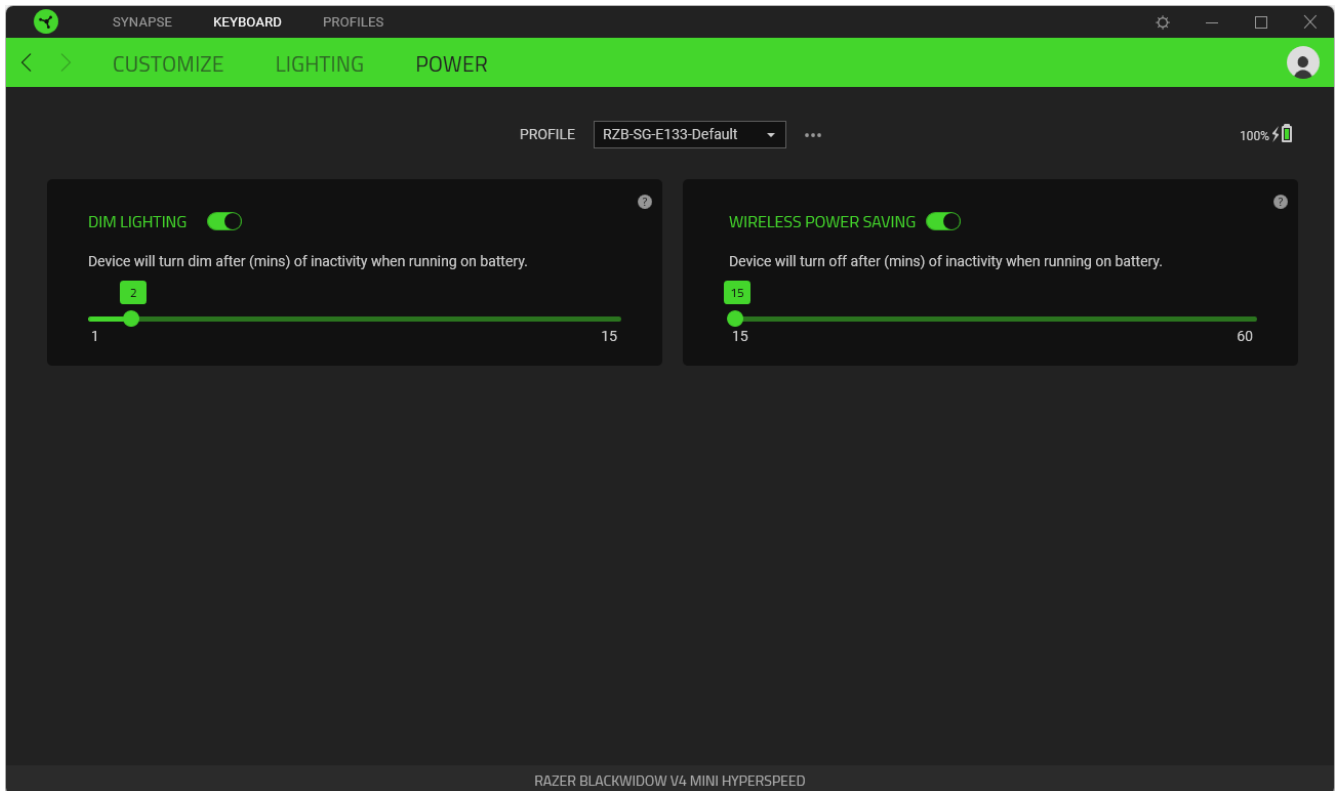 SYNAPSE KEYBOARD PROFILES
CUSTOMIZE LIGHTING POWER
PROFILE RZB-SG-E133-Default 100%
DIM LIGHTING
Device will turn dim after (mins) of inactivity when running on battery.
2
1 15
WIRELESS POWER SAVING
Device will turn off after (mins) of inactivity when running on battery.
15
15 60
RAZER BLACKWIDOW V4 MINI HYPERSPEED